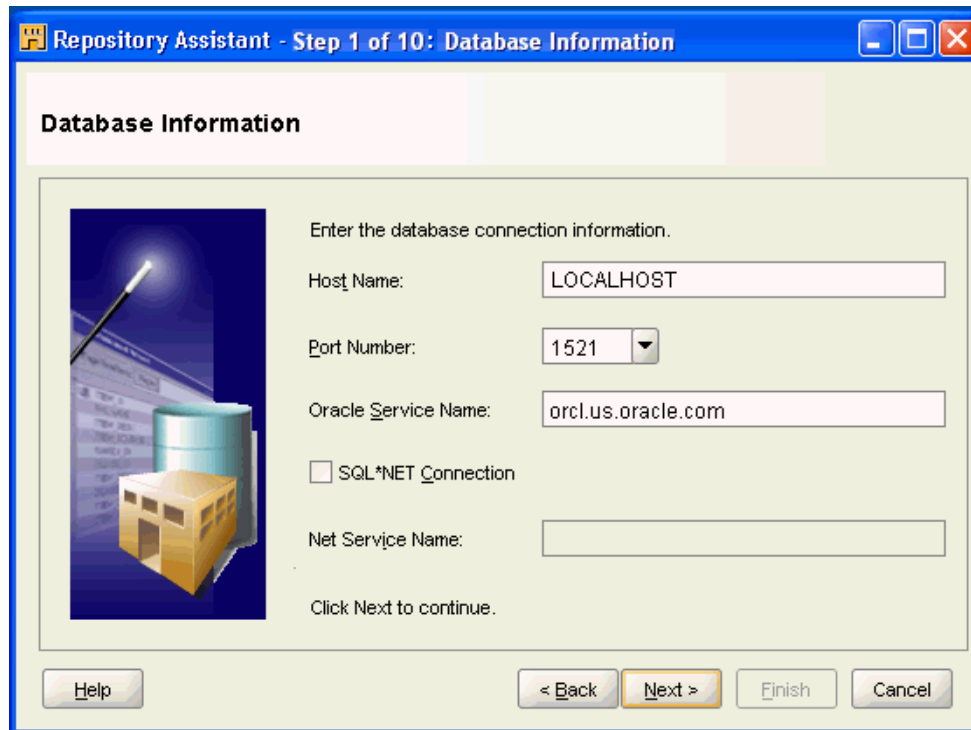 Repository Assistant - Step 1 of 10: Database Information
Database Information
Enter the database connection information.
Host Name: LOCALHOST
Port Number: 1521
Oracle Service Name: orcl.us.oracle.com
SQL*NET Connection
Net Service Name:
Click Next to continue.
Help < Back Next > Finish Cancel